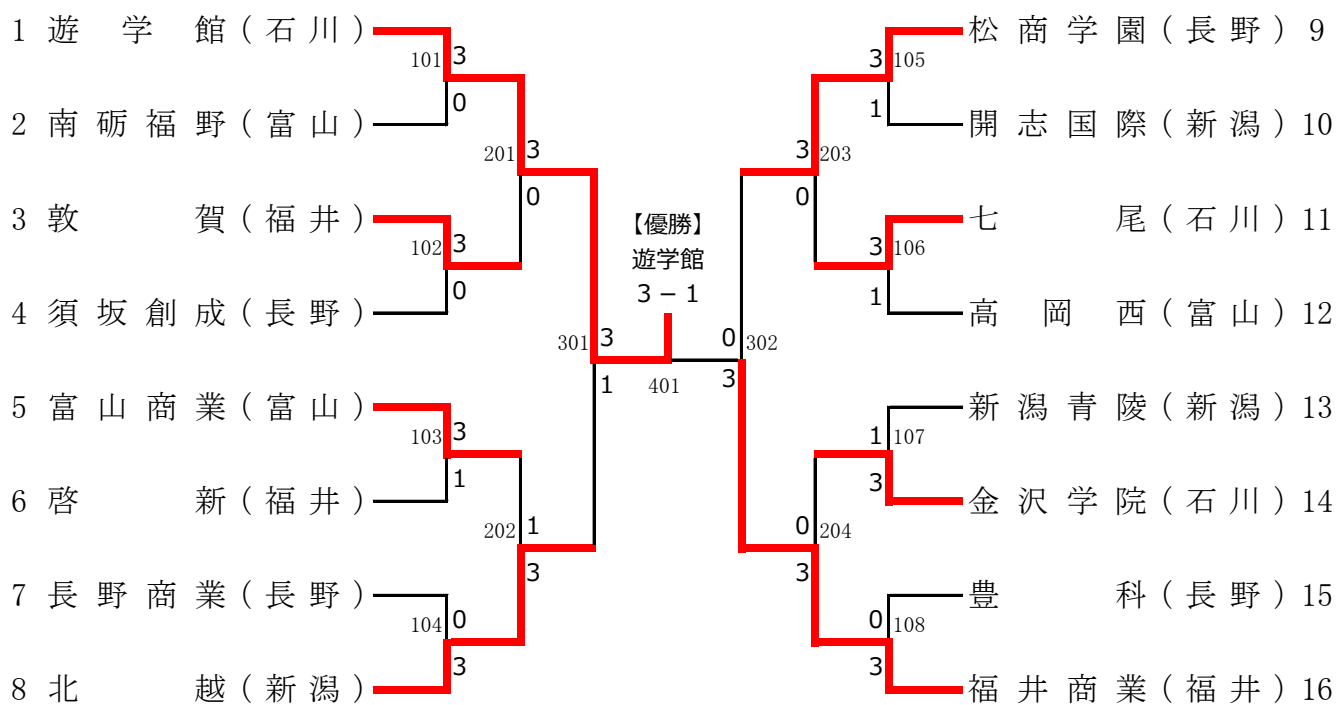 1 遊学館(石川)
101 3
0
2 南砺福野(富山)
201 3
0
3 敦賀(福井)
102 3
0
4 須坂創成(長野)
301 3
1
5 富山商業(富山)
103 3
1
6 啓新(福井)
202 1
3
7 長野商業(長野)
104 0
3
8 北越(新潟)
【優勝】
遊学館
3 – 1
401
松商学園(長野) 9
3 105
1
開志国際(新潟) 10
3 203
0
七尾(石川) 11
3 106
1
高岡西(富山) 12
0 302
3
新潟青陵(新潟) 13
1 107
3
金沢学院(石川) 14
0 204
3
豊科(長野) 15
0 108
3
福井商業(福井) 16